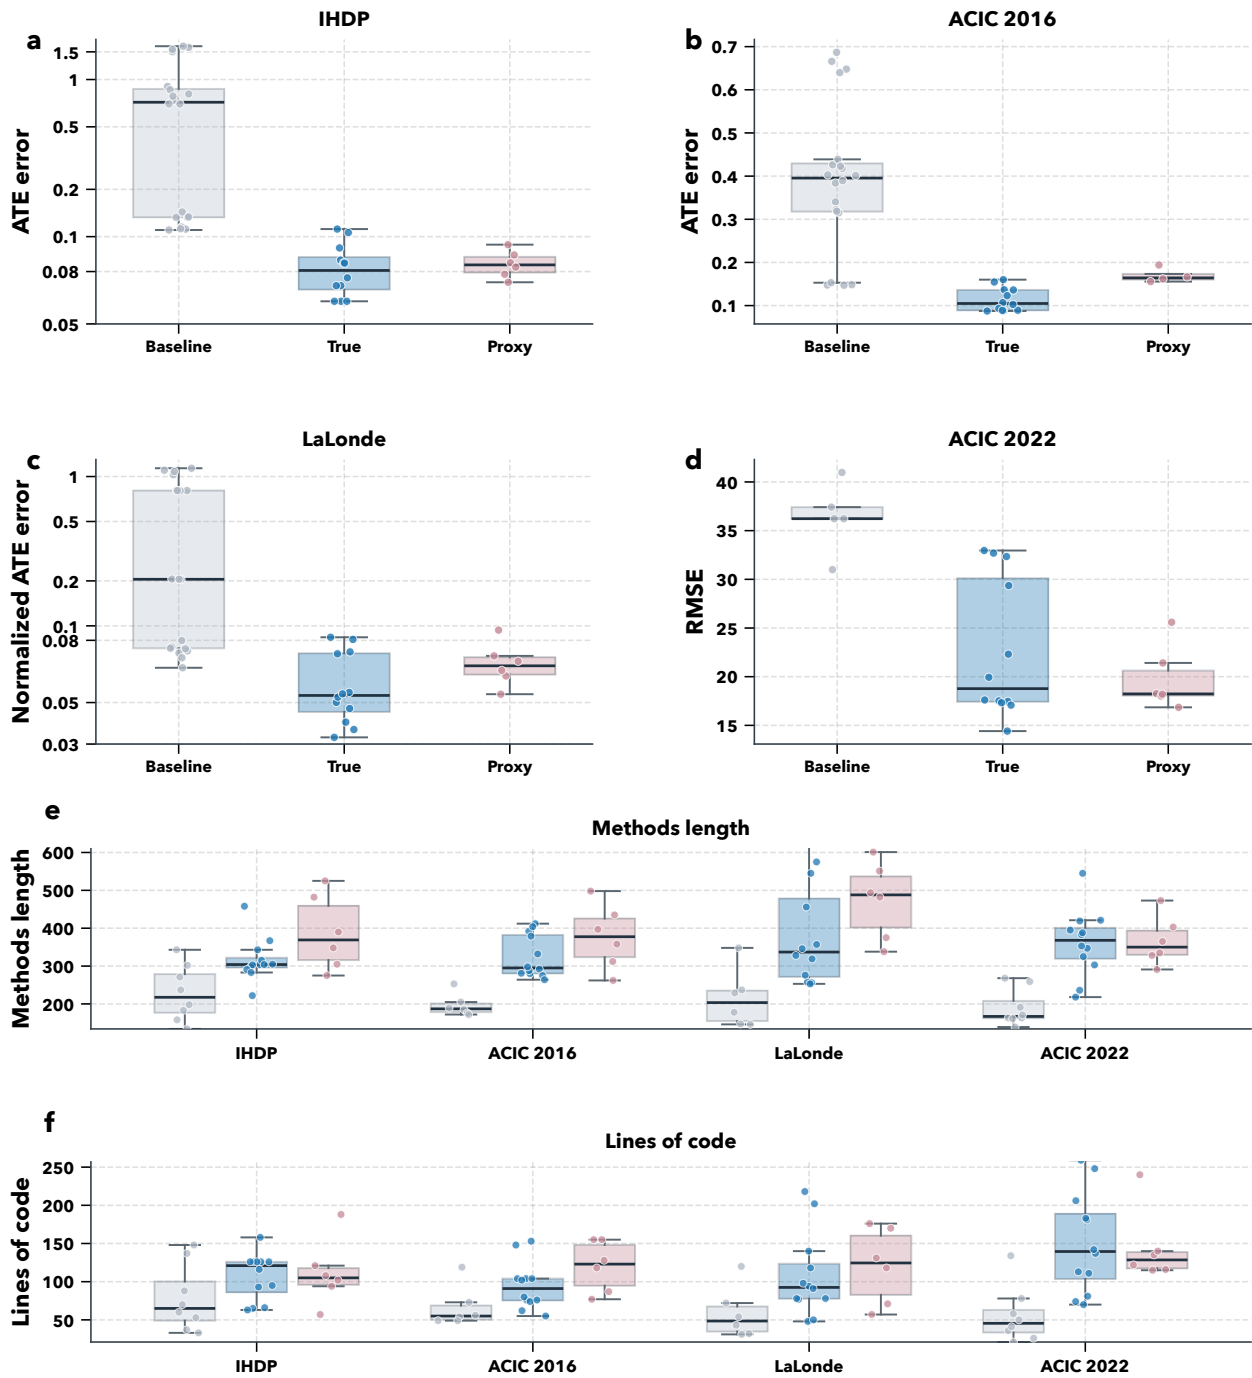 a
IHDP
ATE error
1.5
1
0.5
0.2
0.1
0.08
0.05
Baseline
True
Proxy
b
ACIC 2016
ATE error
0.7
0.6
0.5
0.4
0.3
0.2
0.1
Baseline
True
Proxy
c
LaLonde
Normalized ATE error
1
0.5
0.2
0.1
0.08
0.05
0.03
Baseline
True
Proxy
d
ACIC 2022
RMSE
40
35
30
25
20
15
Baseline
True
Proxy
e
Methods length
Methods length
600
500
400
300
200
IHDP
ACIC 2016
LaLonde
ACIC 2022
f
Lines of code
Lines of code
250
200
150
100
50
IHDP
ACIC 2016
LaLonde
ACIC 2022